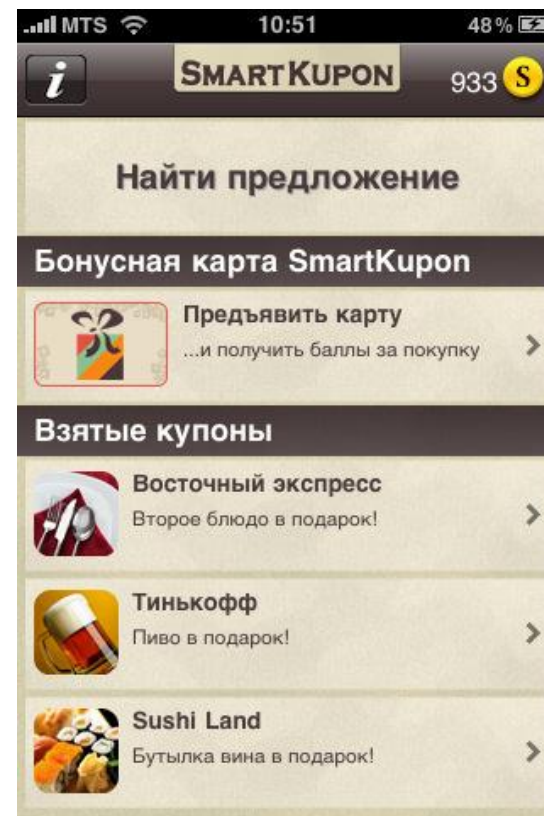 MTS 10:51 48%
i SMARTKUPON 933 S
Найти предложение
Бонусная карта SmartKupon
Предъявить карту
...и получить баллы за покупку
Взятые купоны
Восточный экспресс
Второе блюдо в подарок!
Тинькофф
Пиво в подарок!
Sushi Land
Бутылка вина в подарок!